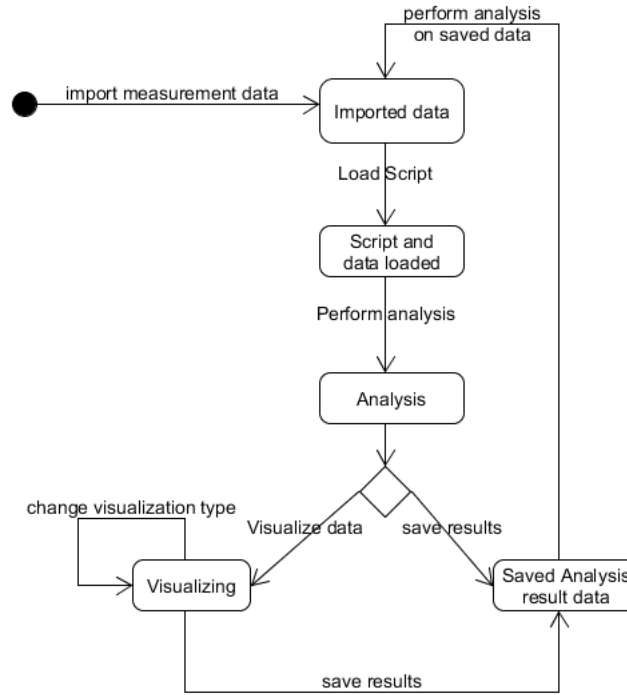 perform analysis
on saved data
import measurement data
Imported data
Load Script
Script and
data loaded
Perform analysis
Analysis
change visualization type
Visualize data
save results
Visualizing
Saved Analysis
result data
save results